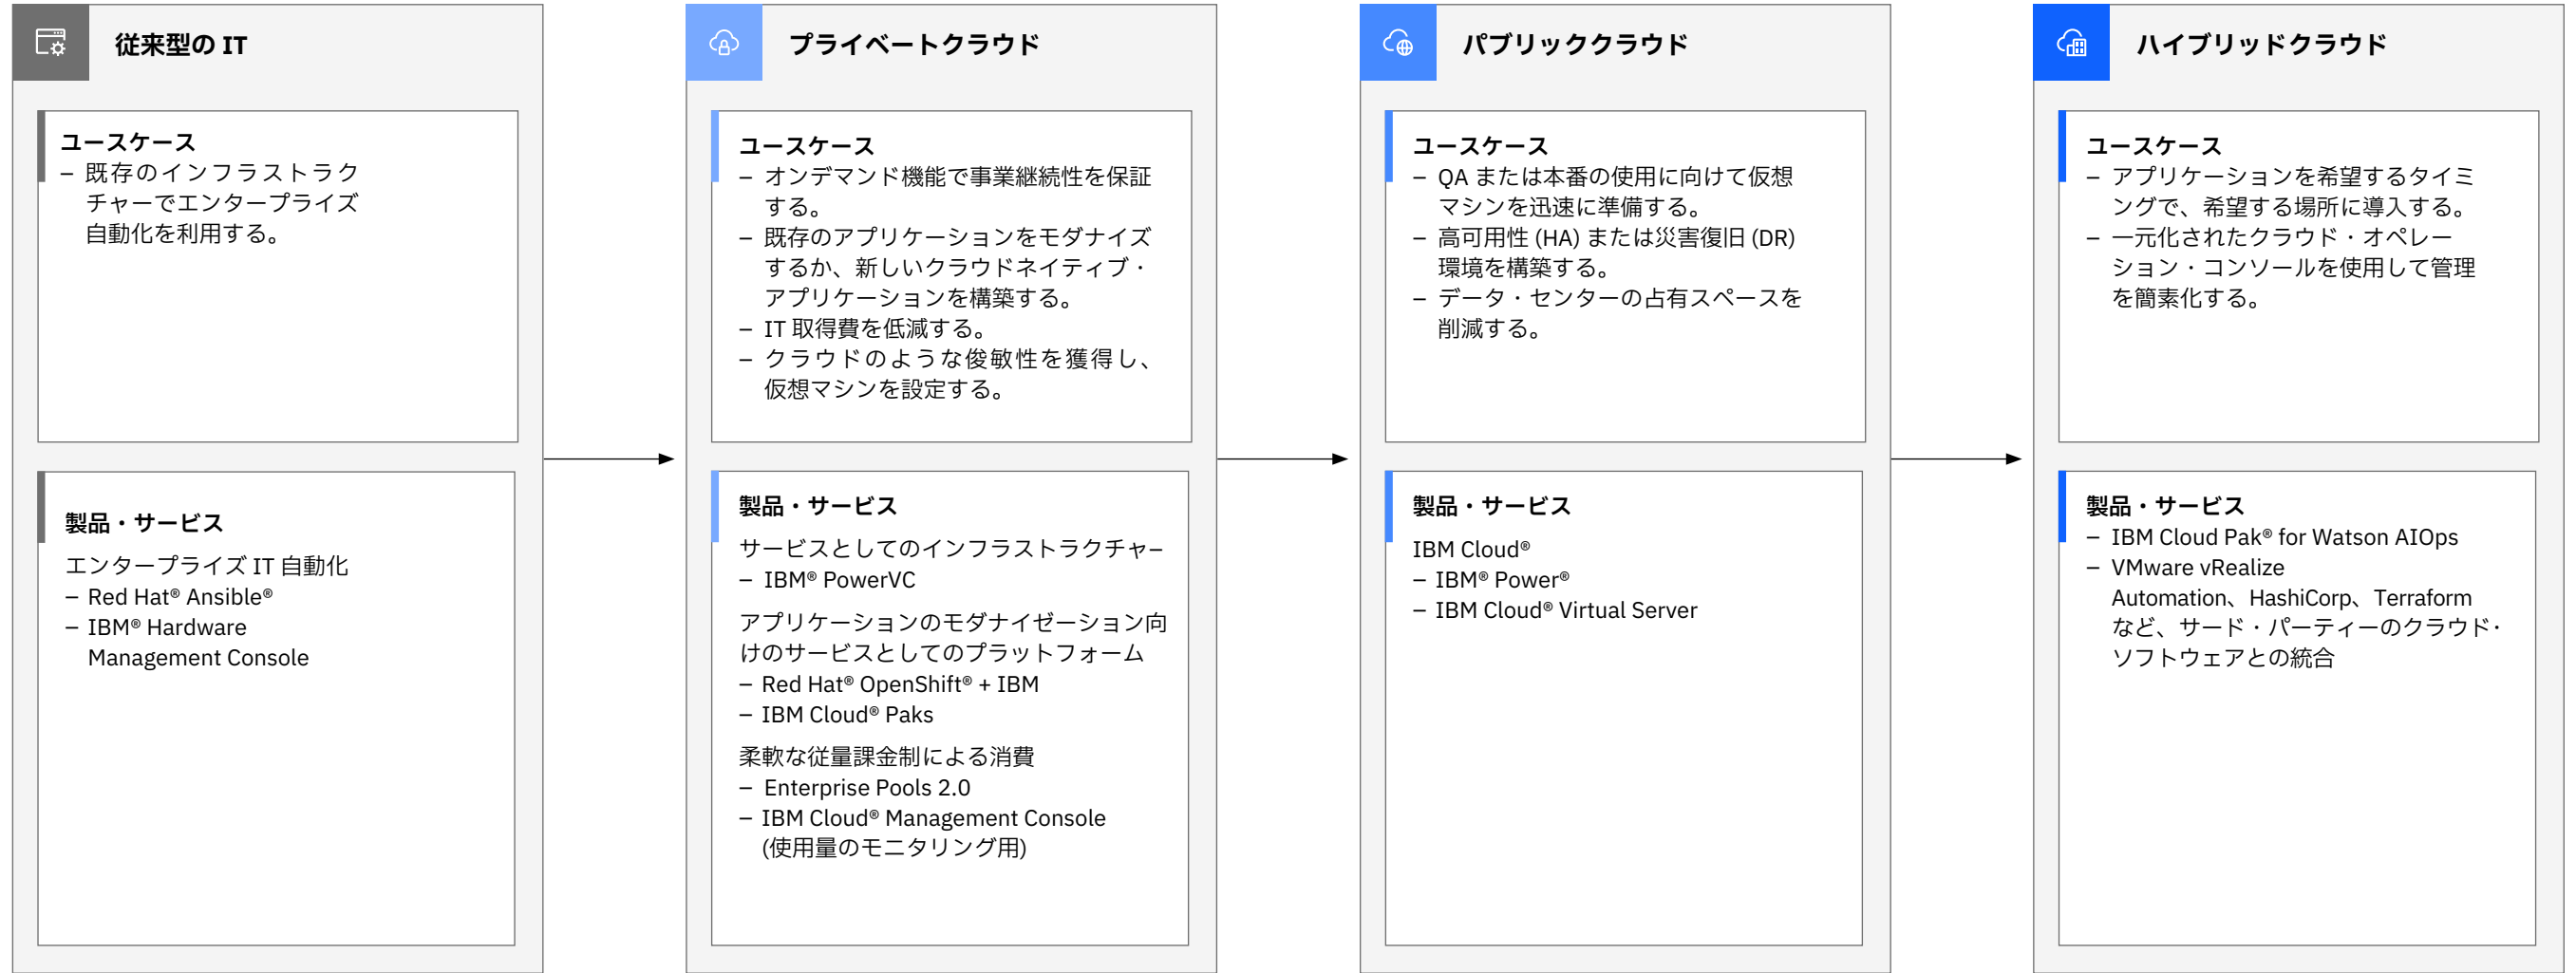 従来型の IT
ユースケース
– 既存のインフラストラク
チャーでエンタープライズ
自動化を利用する。
製品・サービス
エンタープライズ IT 自動化
– Red Hat® Ansible®
– IBM® Hardware
Management Console
プライベートクラウド
ユースケース
– オンデマンド機能で事業継続性を保証
する。
– 既存のアプリケーションをモダナイズ
するか、新しいクラウドネイティブ・
アプリケーションを構築する。
– IT 取得費を低減する。
– クラウドのような俊敏性を獲得し、
仮想マシンを設定する。
製品・サービス
サービスとしてのインフラストラクチャ–
– IBM® PowerVC
アプリケーションのモダナイゼーション向
けのサービスとしてのプラットフォーム
– Red Hat® OpenShift® + IBM
– IBM Cloud® Paks
柔軟な従量課金制による消費
– Enterprise Pools 2.0
– IBM Cloud® Management Console
(使用量のモニタリング用)
パブリッククラウド
ユースケース
– QA または本番の使用に向けて仮想
マシンを迅速に準備する。
– 高可用性 (HA) または災害復旧 (DR)
環境を構築する。
– データ・センターの占有スペースを
削減する。
製品・サービス
IBM Cloud®
– IBM® Power®
– IBM Cloud® Virtual Server
ハイブリッドクラウド
ユースケース
– アプリケーションを希望するタイミ
ングで、希望する場所に導入する。
– 一元化されたクラウド・オペレー
ション・コンソールを使用して管理
を簡素化する。
製品・サービス
– IBM Cloud Pak® for Watson AIOps
– VMware vRealize
Automation、HashiCorp、Terraform
など、サード・パーティーのクラウド・
ソフトウェアとの統合